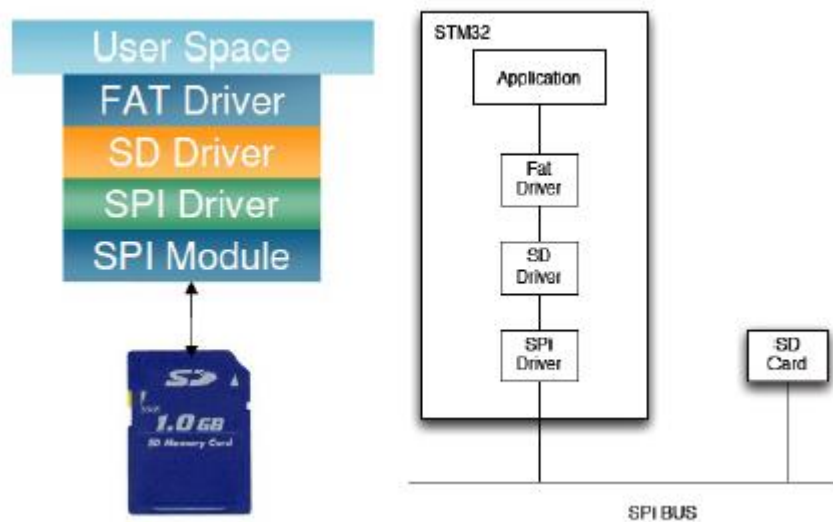 User Space
FAT Driver
SD Driver
SPI Driver
SPI Module
SD
1.0 GB
SD Memory Card
STM32
Application
Fat
Driver
SD
Driver
SPi
Driver
SD
Card
SPI BUS